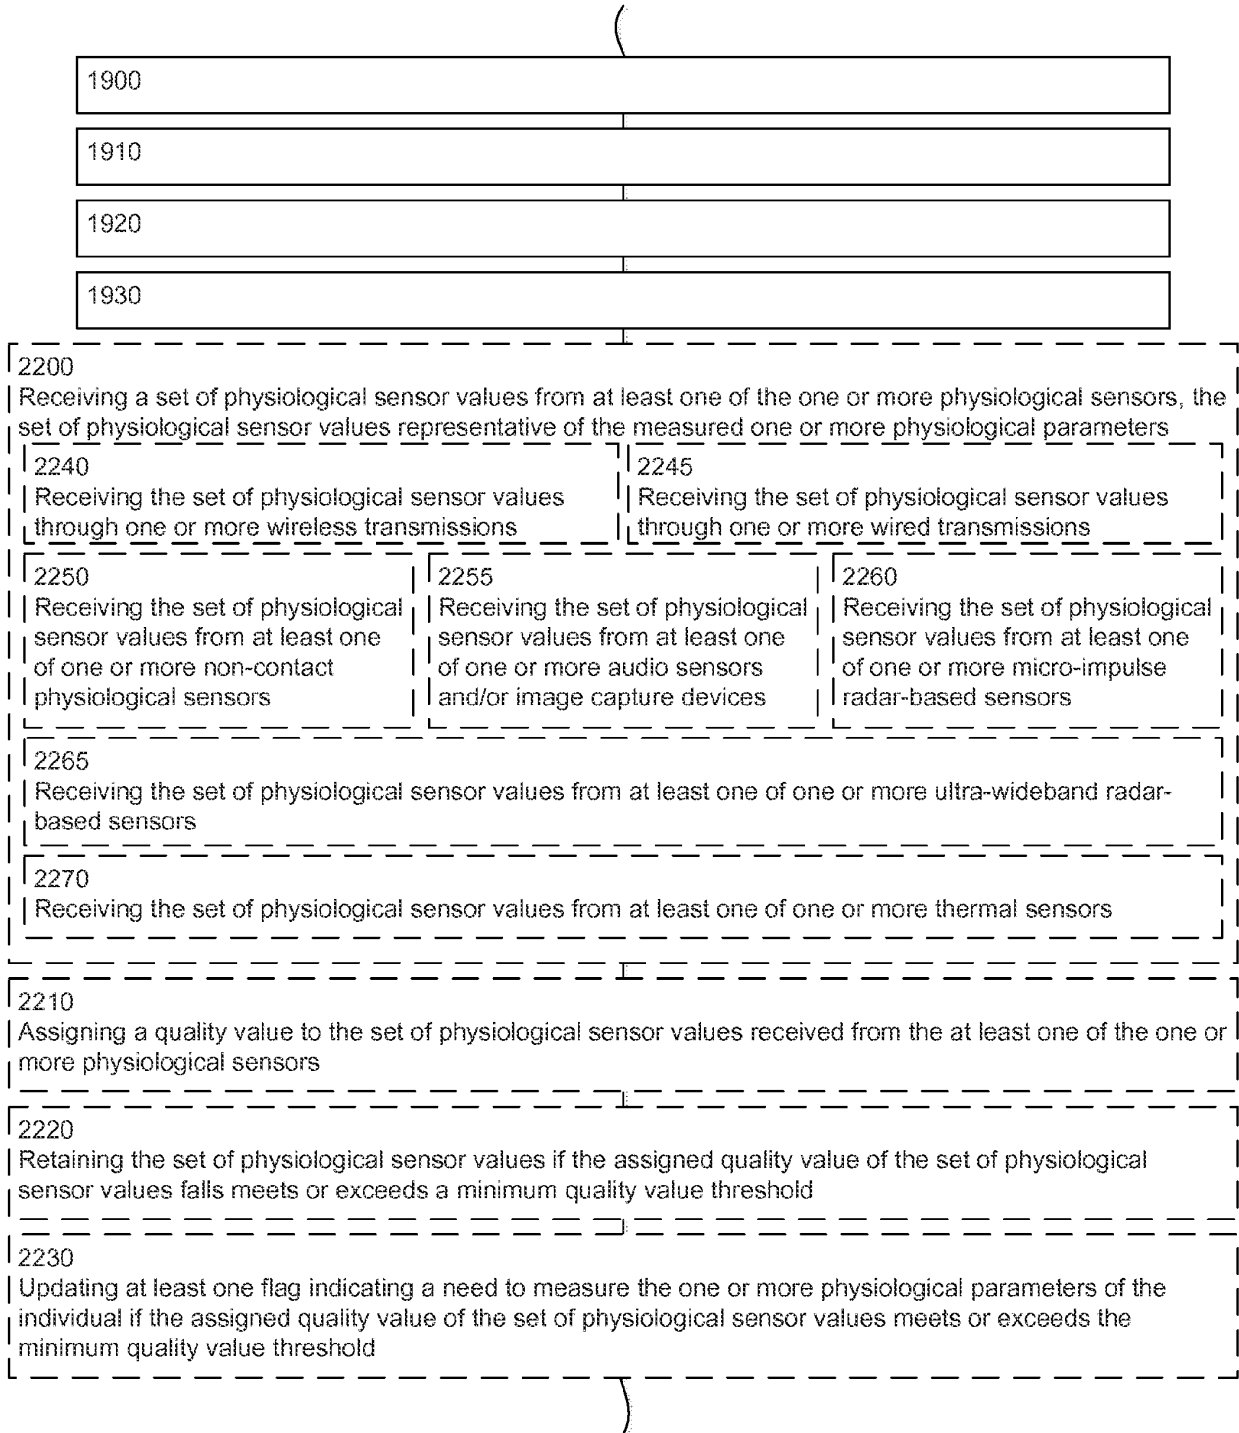 1900
1910
1920
1930
2200
Receiving a set of physiological sensor values from at least one of the one or more physiological sensors, the
set of physiological sensor values representative of the measured one or more physiological parameters
2240
Receiving the set of physiological sensor values
through one or more wireless transmissions
2245
Receiving the set of physiological sensor values
through one or more wired transmissions
2250
Receiving the set of physiological
sensor values from at least one
of one or more non-contact
physiological sensors
2255
Receiving the set of physiological
sensor values from at least one
of one or more audio sensors
and/or image capture devices
2260
Receiving the set of physiological
sensor values from at least one
of one or more micro-impulse
radar-based sensors
2265
Receiving the set of physiological sensor values from at least one of one or more ultra-wideband radar-
based sensors
2270
Receiving the set of physiological sensor values from at least one of one or more thermal sensors
2210
Assigning a quality value to the set of physiological sensor values received from the at least one of the one or
more physiological sensors
2220
Retaining the set of physiological sensor values if the assigned quality value of the set of physiological
sensor values falls meets or exceeds a minimum quality value threshold
2230
Updating at least one flag indicating a need to measure the one or more physiological parameters of the
individual if the assigned quality value of the set of physiological sensor values meets or exceeds the
minimum quality value threshold